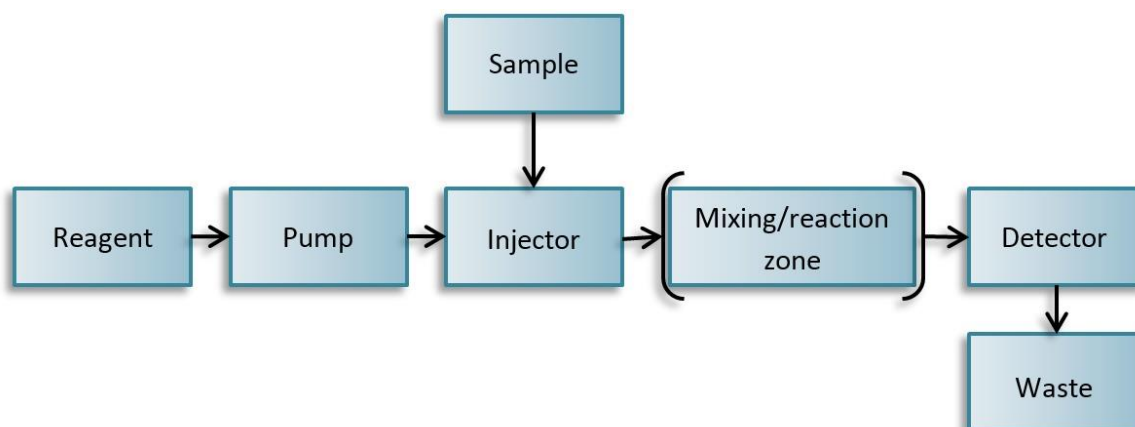 Sample
Reagent
Pump
Injector
Mixing/reaction
zone
Detector
Waste